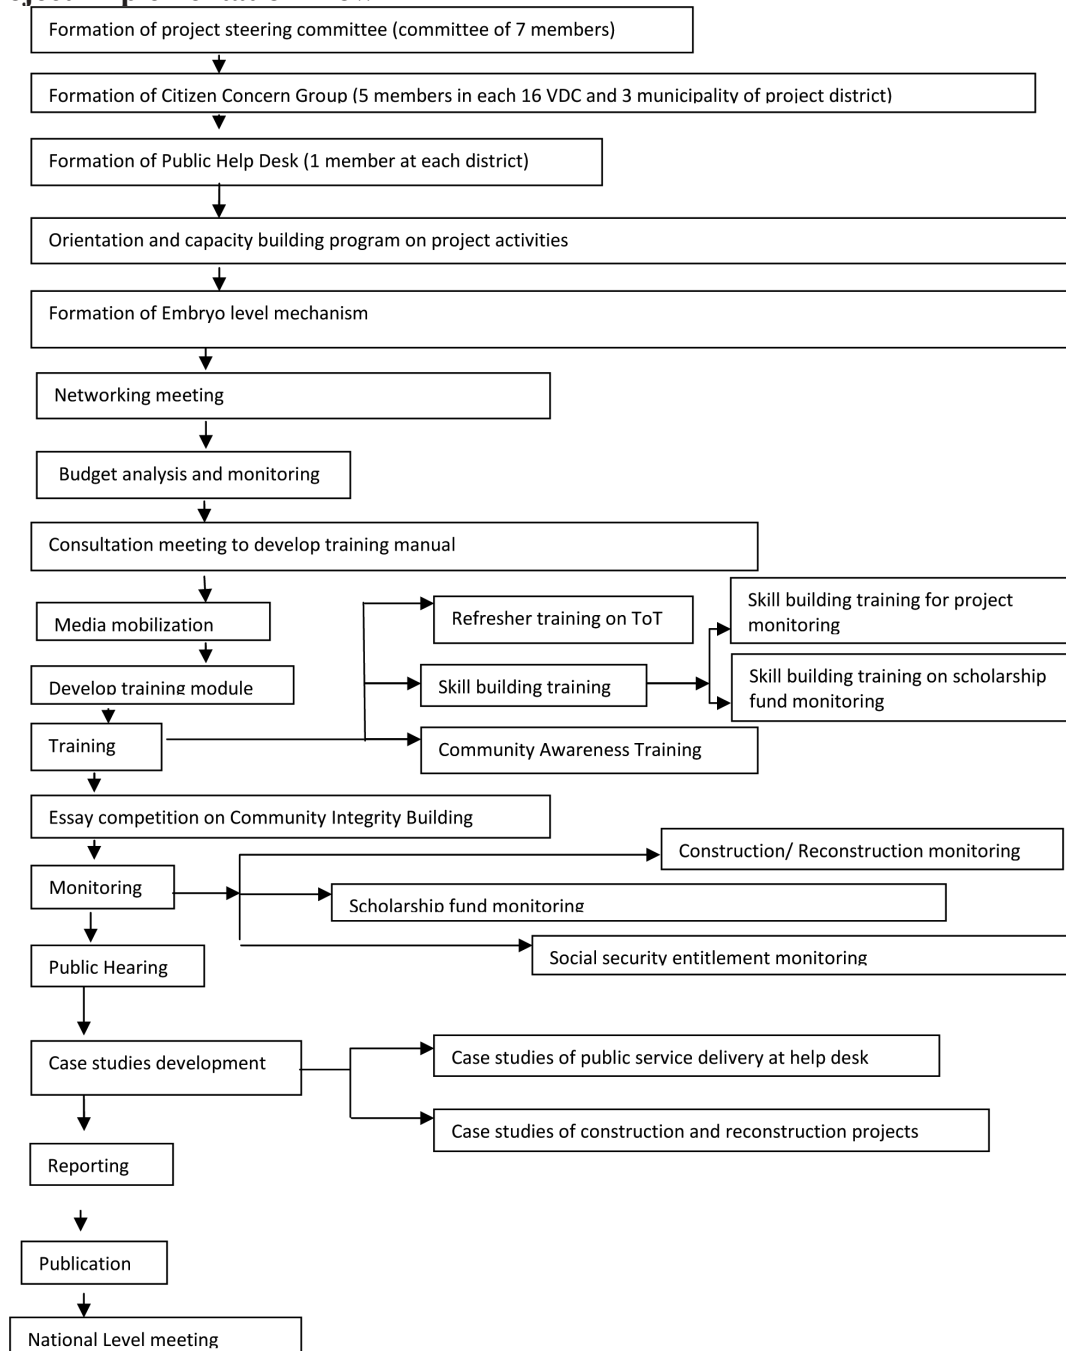 Formation of project steering committee (committee of 7 members)
Formation of Citizen Concern Group (5 members in each 16 VDC and 3 municipality of project district)
Formation of Public Help Desk (1 member at each district)
Orientation and capacity building program on project activities
Formation of Embryo level mechanism
Networking meeting
Budget analysis and monitoring
Consultation meeting to develop training manual
Media mobilization
Develop training module
Training
Refresher training on ToT
Skill building training
Community Awareness Training
Skill building training for project
monitoring
Skill building training on scholarship
fund monitoring
Essay competition on Community Integrity Building
Monitoring
Construction/ Reconstruction monitoring
Scholarship fund monitoring
Social security entitlement monitoring
Public Hearing
Case studies development
Case studies of public service delivery at help desk
Case studies of construction and reconstruction projects
Reporting
Publication
National Level meeting